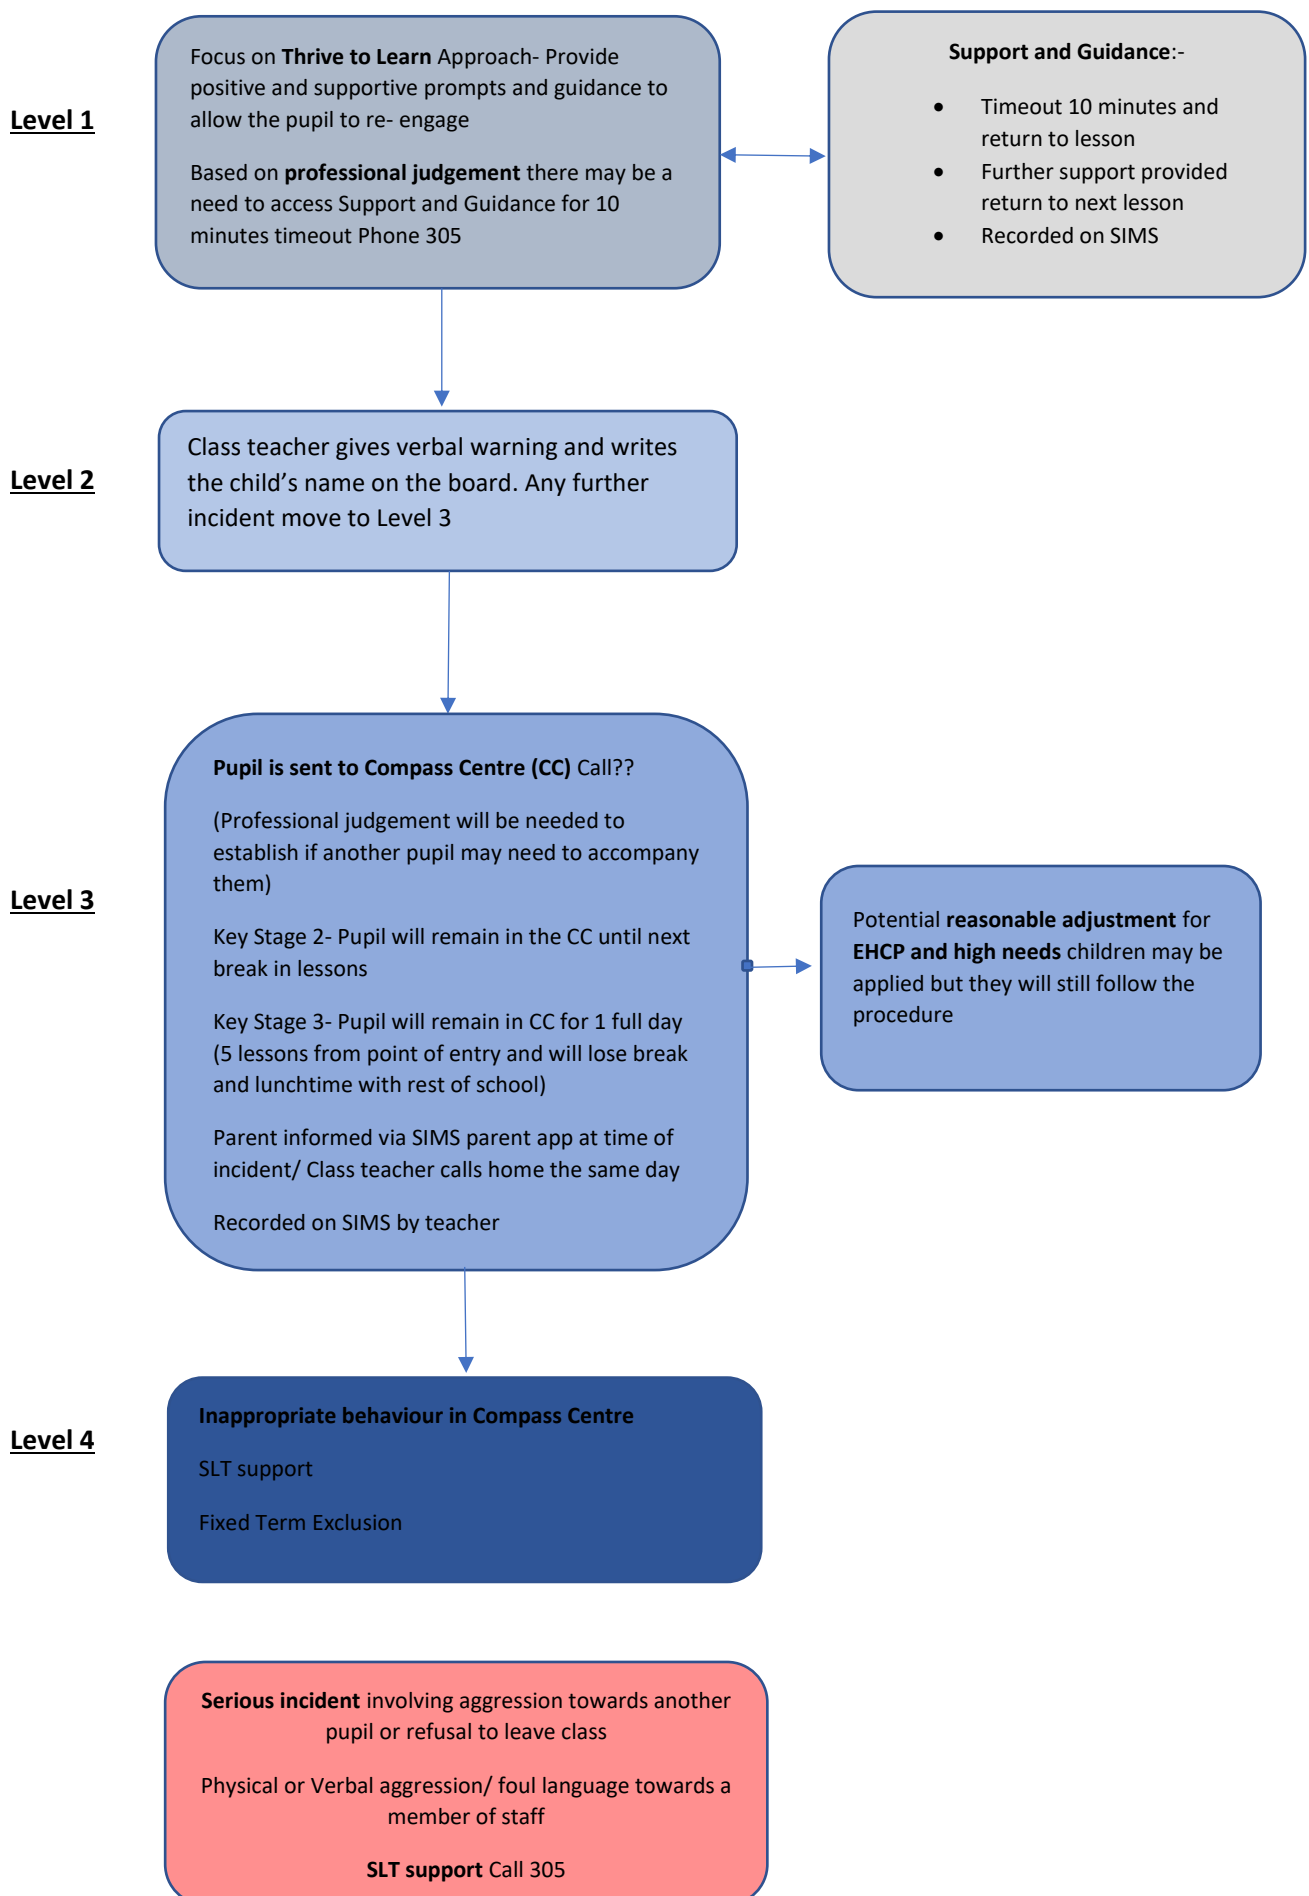 Level 1
Focus on Thrive to Learn Approach- Provide
positive and supportive prompts and guidance to
allow the pupil to re- engage
Based on professional judgement there may be a
need to access Support and Guidance for 10
minutes timeout Phone 305
Support and Guidance:-
• Timeout 10 minutes and
return to lesson
• Further support provided
return to next lesson
• Recorded on SIMS
Level 2
Class teacher gives verbal warning and writes
the child’s name on the board. Any further
incident move to Level 3
Level 3
Pupil is sent to Compass Centre (CC) Call??
(Professional judgement will be needed to
establish if another pupil may need to accompany
them)
Key Stage 2- Pupil will remain in the CC until next
break in lessons
Key Stage 3- Pupil will remain in CC for 1 full day
(5 lessons from point of entry and will lose break
and lunchtime with rest of school)
Parent informed via SIMS parent app at time of
incident/ Class teacher calls home the same day
Recorded on SIMS by teacher
Potential reasonable adjustment for
EHCP and high needs children may be
applied but they will still follow the
procedure
Level 4
Inappropriate behaviour in Compass Centre
SLT support
Fixed Term Exclusion
Serious incident involving aggression towards another
pupil or refusal to leave class
Physical or Verbal aggression/ foul language towards a
member of staff
SLT support Call 305